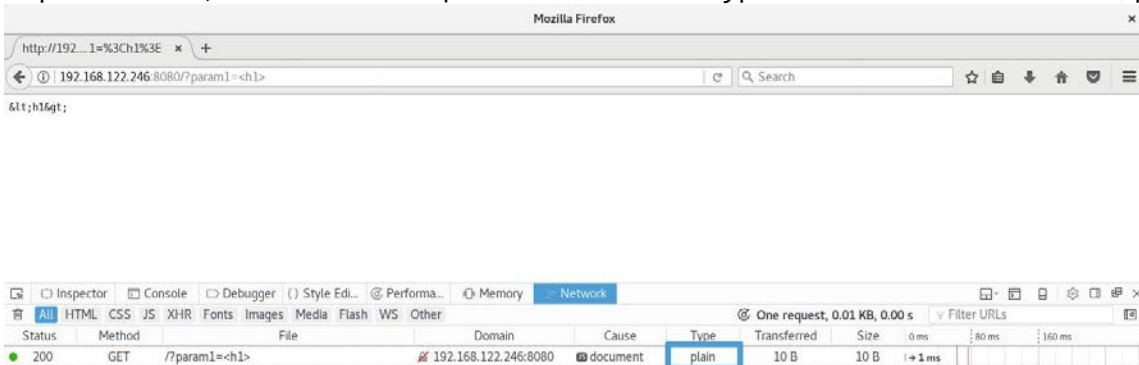 Mozilla Firefox ×
http://192....1=%3Ch1%3E × +
192.168.122.246:8080/?param1=<h1> Search
&lt;h1&gt;
Inspector Console Debugger {} Style Edi... Performa... Memory Network
All HTML CSS JS XHR Fonts Images Media Flash WS Other One request, 0.01 KB, 0.00 s Filter URLs
Status Method File Domain Cause Type Transferred Size 0 ms 80 ms 160 ms
200 GET /?param1=<h1> 192.168.122.246:8080 document plain 10 B 10 B → 1 ms